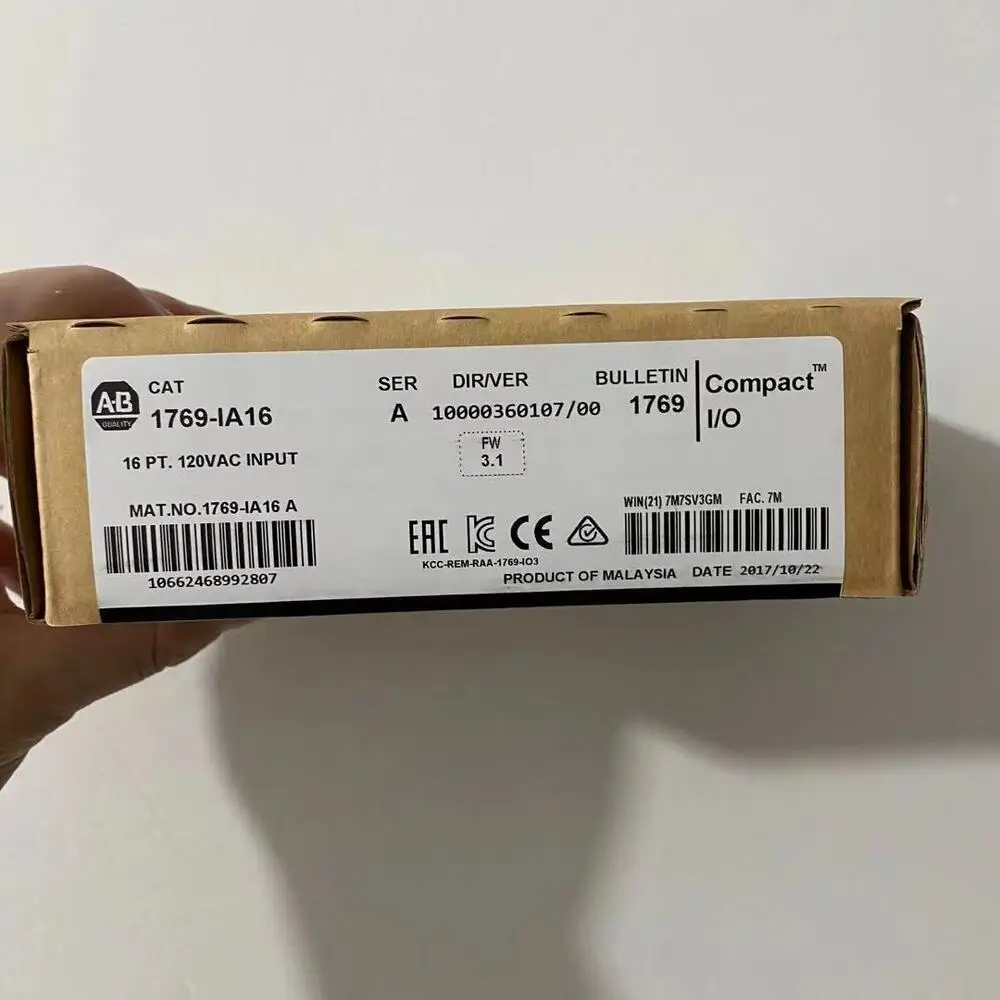 A-B
QUALITY
CAT
1769-IA16
SER
A
DIR/VER
10000360107/00
BULLETIN
1769
Compact™
I/O
FW
3.1
16 PT. 120VAC INPUT
MAT.NO.1769-IA16 A
10662468992807
EAC
CE
KCC-REM-RAA-1769-IO3
WIN(21) 7M7SV3GM FAC. 7M
PRODUCT OF MALAYSIA DATE 2017/10/22